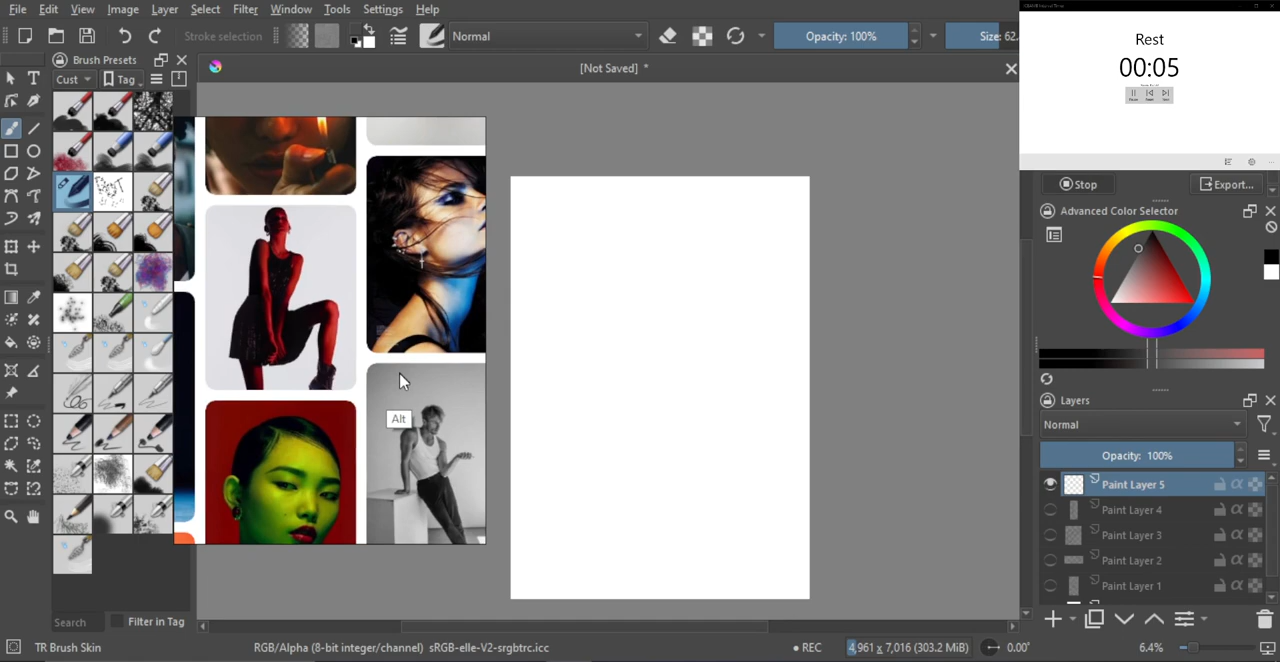 File Edit View Image Layer Select Filter Window Tools Settings Help
Rest
00:05
Stroke selection Normal Opacity: 100% Size: 62.
Brush Presets
[Not Saved] *
Cust Tag
Alt
Stop Export...
Advanced Color Selector
Layers
Normal
Opacity: 100%
Paint Layer 5
Paint Layer 4
Paint Layer 3
Paint Layer 2
Paint Layer 1
Search Filter in Tag
TR Brush Skin RGB/Alpha (8-bit integer/channel) sRGB-elle-V2-srgbtrc.icc REC 4,961 x 7,016 (303.2 MiB) 0.00° 6.4%